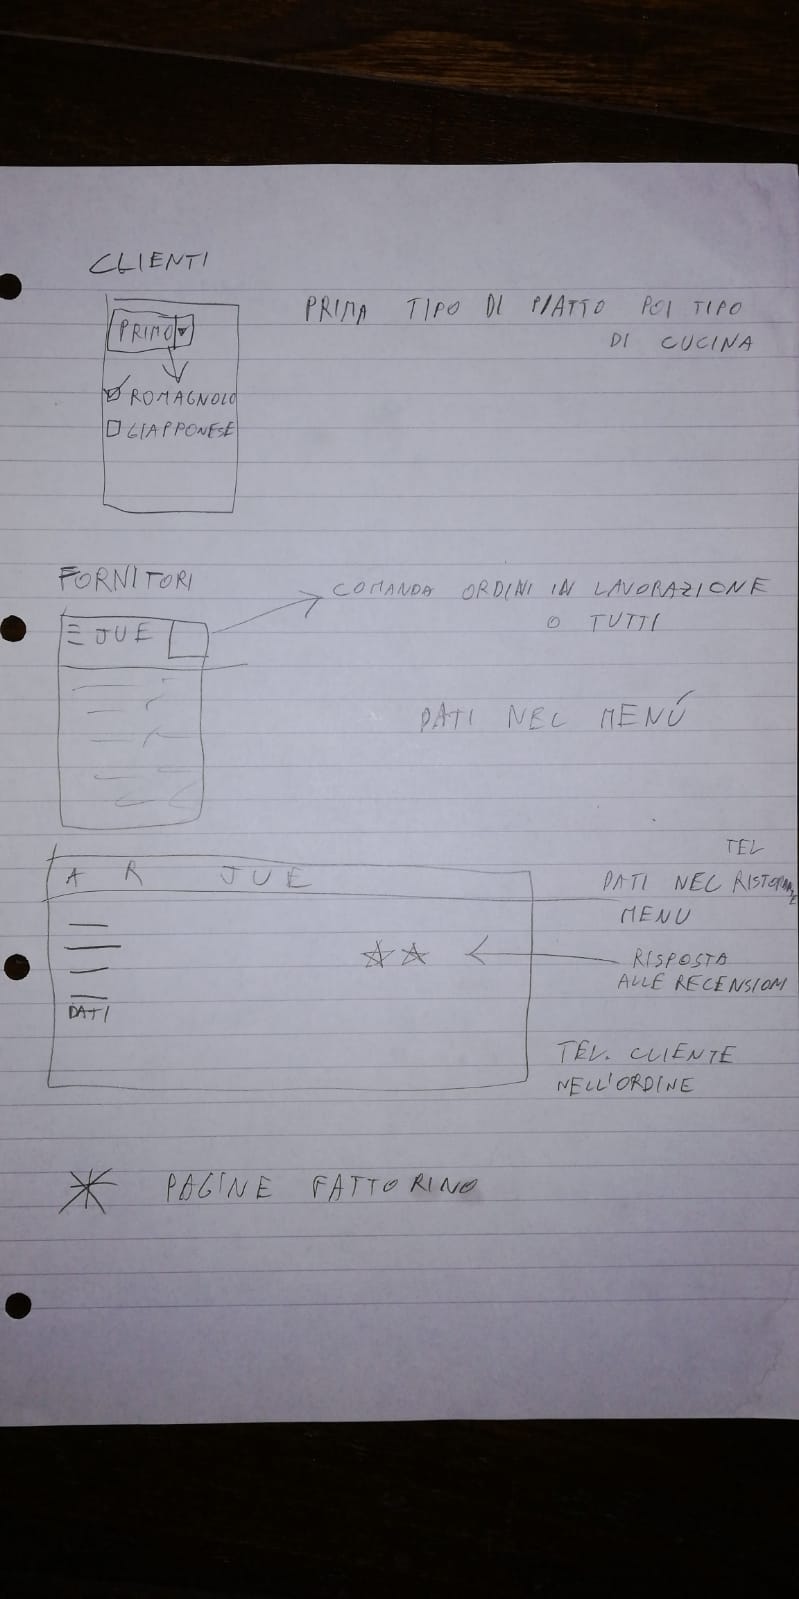 CLIENTI
PRIMO
PRIMA TIPO DI PIATTO POI TIPO
DI CUCINA
ROMAGNOLO
GIAPPONESE
FORNITORI
COMANDA ORDINI IN LAVORAZIONE
O TUTTI
JUE
DATI NEL MENÚ
TEL
A R JUE
DATI NEL RISTORANTE
MENU
RISPOSTA
ALLE RECENSIONI
DATI
TEL. CLIENTE
NELL'ORDINE
PAGINE FATTORINO